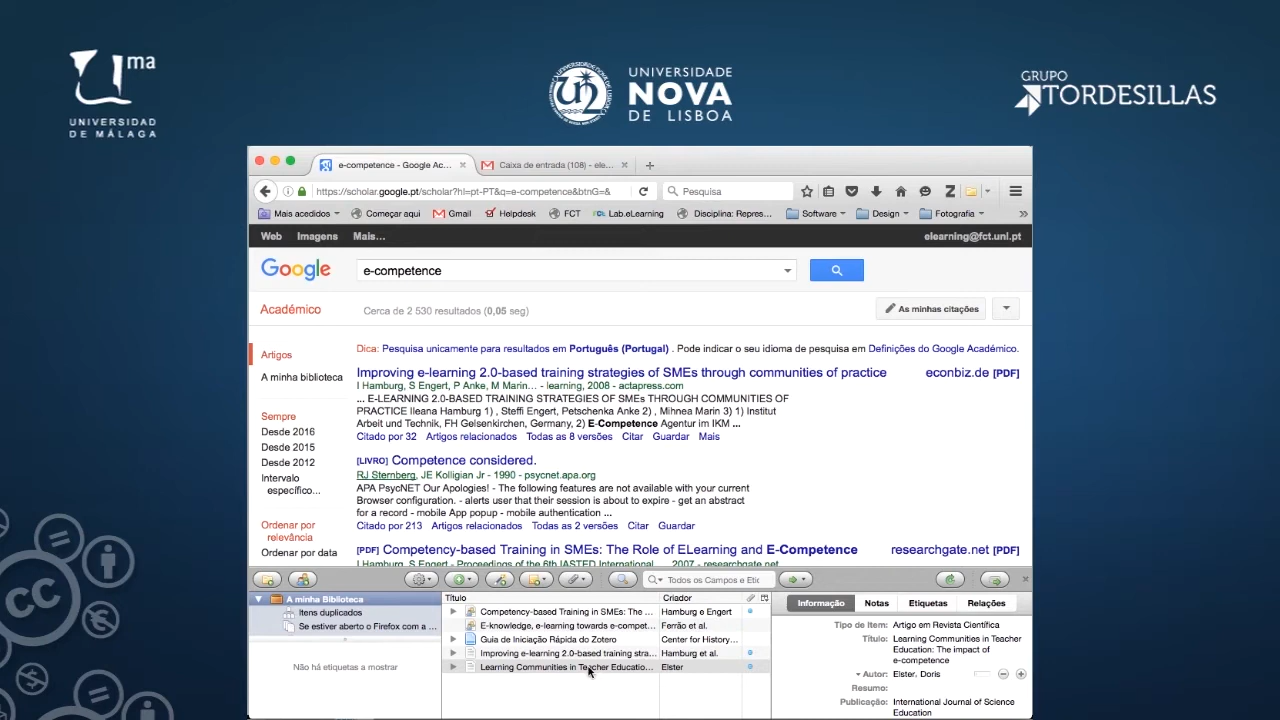 uma
UNIVERSIDAD
DE MÁLAGA
UNIVERSIDADE
NOVA
DE LISBOA
GRUPO
TORDESILLAS
e-competence - Google Ac...
Caixa de entrada (108) - ele...
https://scholar.google.pt/scholar?hl=pt-PT&q=e-competence&btnG=&
Pesquisa
Mais acedidos
Começar aqui
Gmail
Helpdesk
FCT
Lab.eLearning
Disciplina: Repres...
Software
Design
Fotografia
Web Imagens Mais...
elearning@fct.unl.pt
Google
e-competence
Académico
Cerca de 2 530 resultados (0,05 seg)
As minhas citações
Artigos
A minha biblioteca
Sempre
Desde 2016
Desde 2015
Desde 2012
Intervalo
específico...
Ordenar por
relevância
Ordenar por data
Dica: Pesquisa unicamente para resultados em Português (Portugal) . Pode indicar o seu idioma de pesquisa em Definições do Google Académico.
Improving e-learning 2.0-based training strategies of SMEs through communities of practice
econbiz.de [PDF]
I Hamburg, S Engert, P Anke, M Marin... - learning, 2008 - actapress.com
... E-LEARNING 2.0-BASED TRAINING STRATEGIES OF SMEs THROUGH COMMUNITIES OF
PRACTICE Ileana Hamburg 1) , Steffi Engert, Petschenka Anke 2) , Mihnea Marin 3) 1) Institut
Arbeit und Technik, FH Gelsenkirchen, Germany, 2) E-Competence Agentur im IKM ...
Citado por 32 Artigos relacionados Todas as 8 versões Citar Guardar Mais
[LIVRO] Competence considered.
RJ Sternberg, JE Kolligian Jr - 1990 - psycnet.apa.org
APA PsycNET Our Apologies! - The following features are not available with your current
Browser configuration. - alerts user that their session is about to expire - get an abstract
for a record - mobile App popup - mobile authentication ...
Citado por 213 Artigos relacionados Todas as 2 versões Citar Guardar
[PDF] Competency-based Training in SMEs: The Role of ELearning and E-Competence
researchgate.net [PDF]
I Hamburg, S Engert - Proceedings of the 6th IASTED International..., 2007 - researchgate.net
Todos os Campos e Etic
A minha Biblioteca
Itens duplicados
Se estiver aberto o Firefox com a ...
Não há etiquetas a mostrar
Título Criador
Competency-based Training in SMEs: The ... Hamburg e Engert
E-knowledge, e-learning towards e-compet... Ferrão et al.
Guia de Iniciação Rápida do Zotero Center for History...
Improving e-learning 2.0-based training stra... Hamburg et al.
Learning Communities in Teacher Educatio... Elster
Informação Notas Etiquetas Relações
Tipo de Item: Artigo em Revista Científica
Título: Learning Communities in Teacher
Education: The impact of
e-competence
Autor: Elster, Doris
Resumo:
Publicação: International Journal of Science
Education
cc